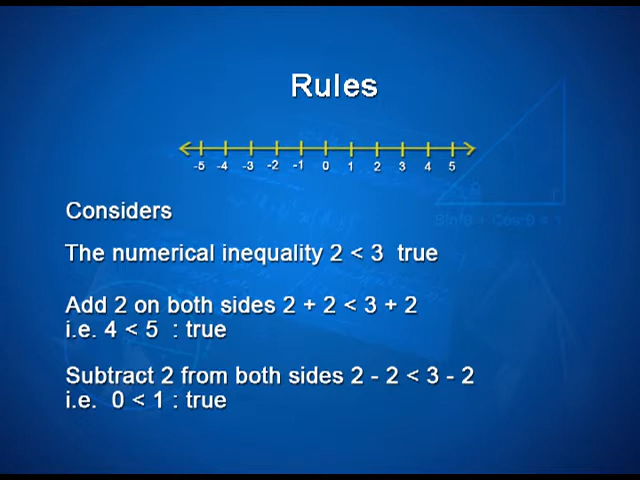 Rules
-5 -4 -3 -2 -1 0 1 2 3 4 5
Considers
The numerical inequality 2 < 3 true
Add 2 on both sides 2 + 2 < 3 + 2
i.e. 4 < 5 : true
Subtract 2 from both sides 2 - 2 < 3 - 2
i.e. 0 < 1 : true